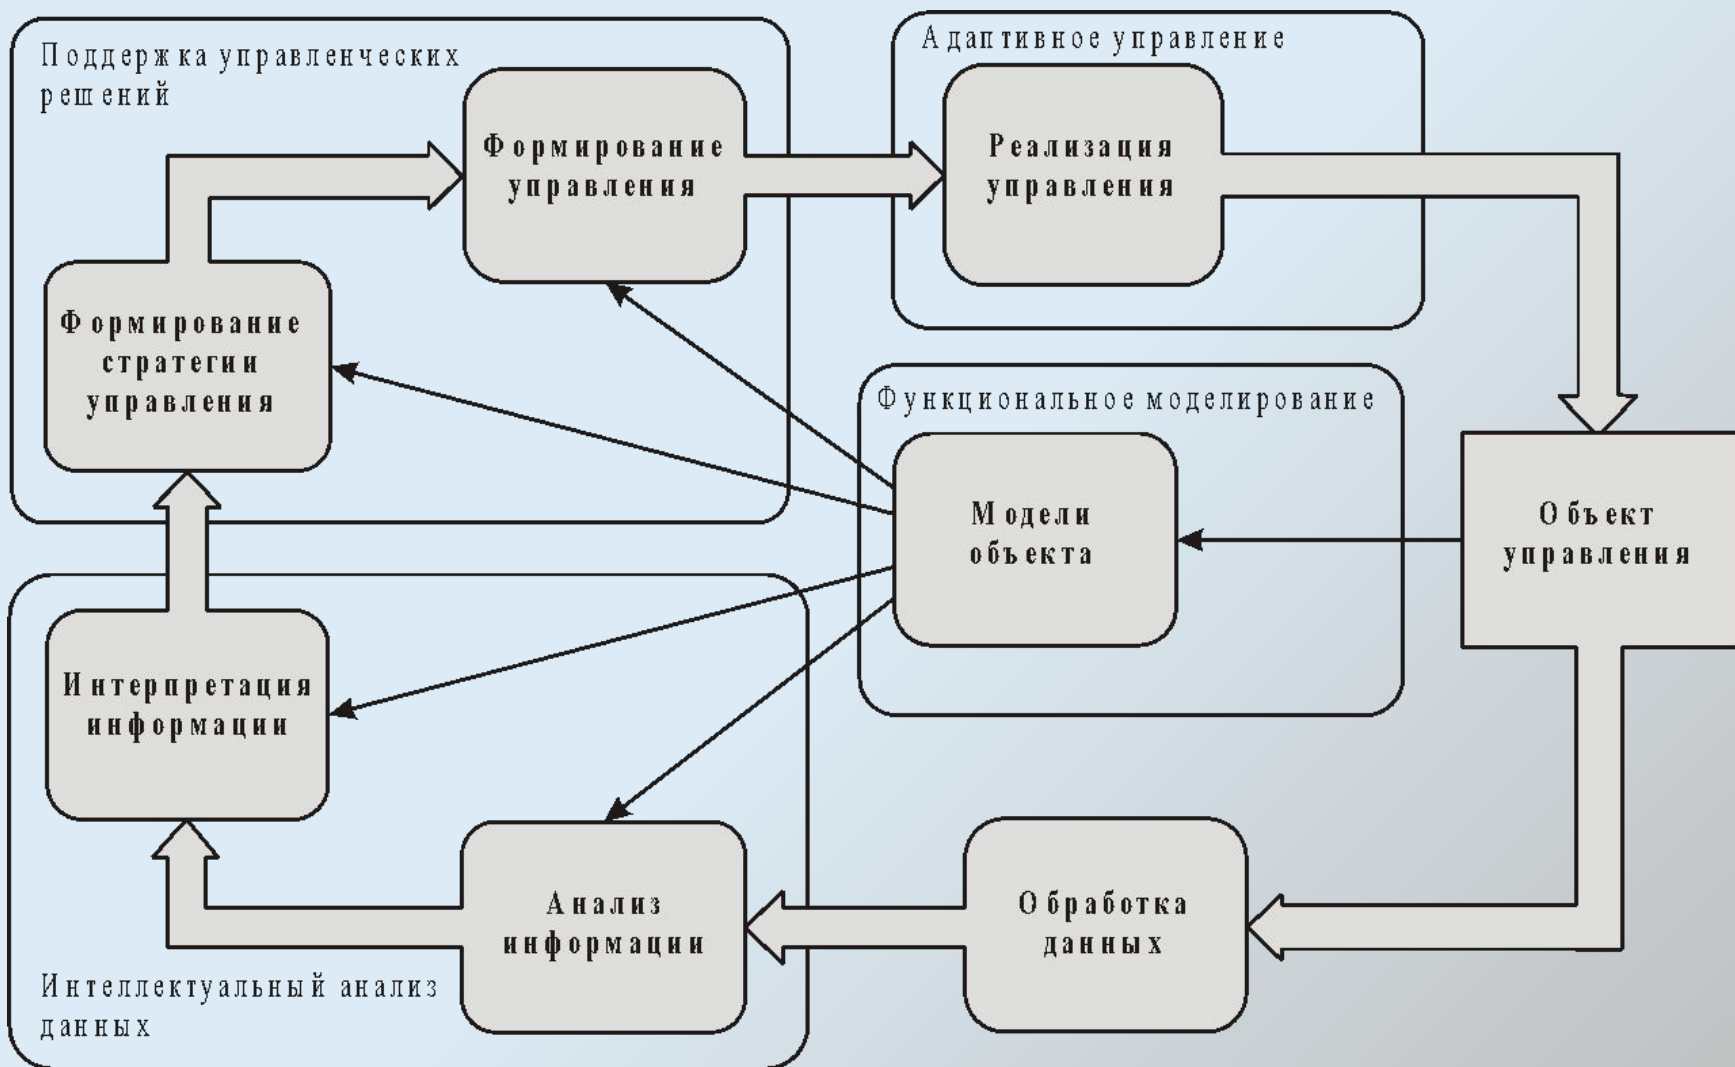 Поддержка управленческих
решений
Адаптивное управление
Формирование
управления
Реализация
управления
Формирование
стратегии
управления
Функциональное моделирование
Модели
объекта
Объект
управления
Интерпретация
информации
Анализ
информации
Обработка
данных
Интеллектуальный анализ
данных